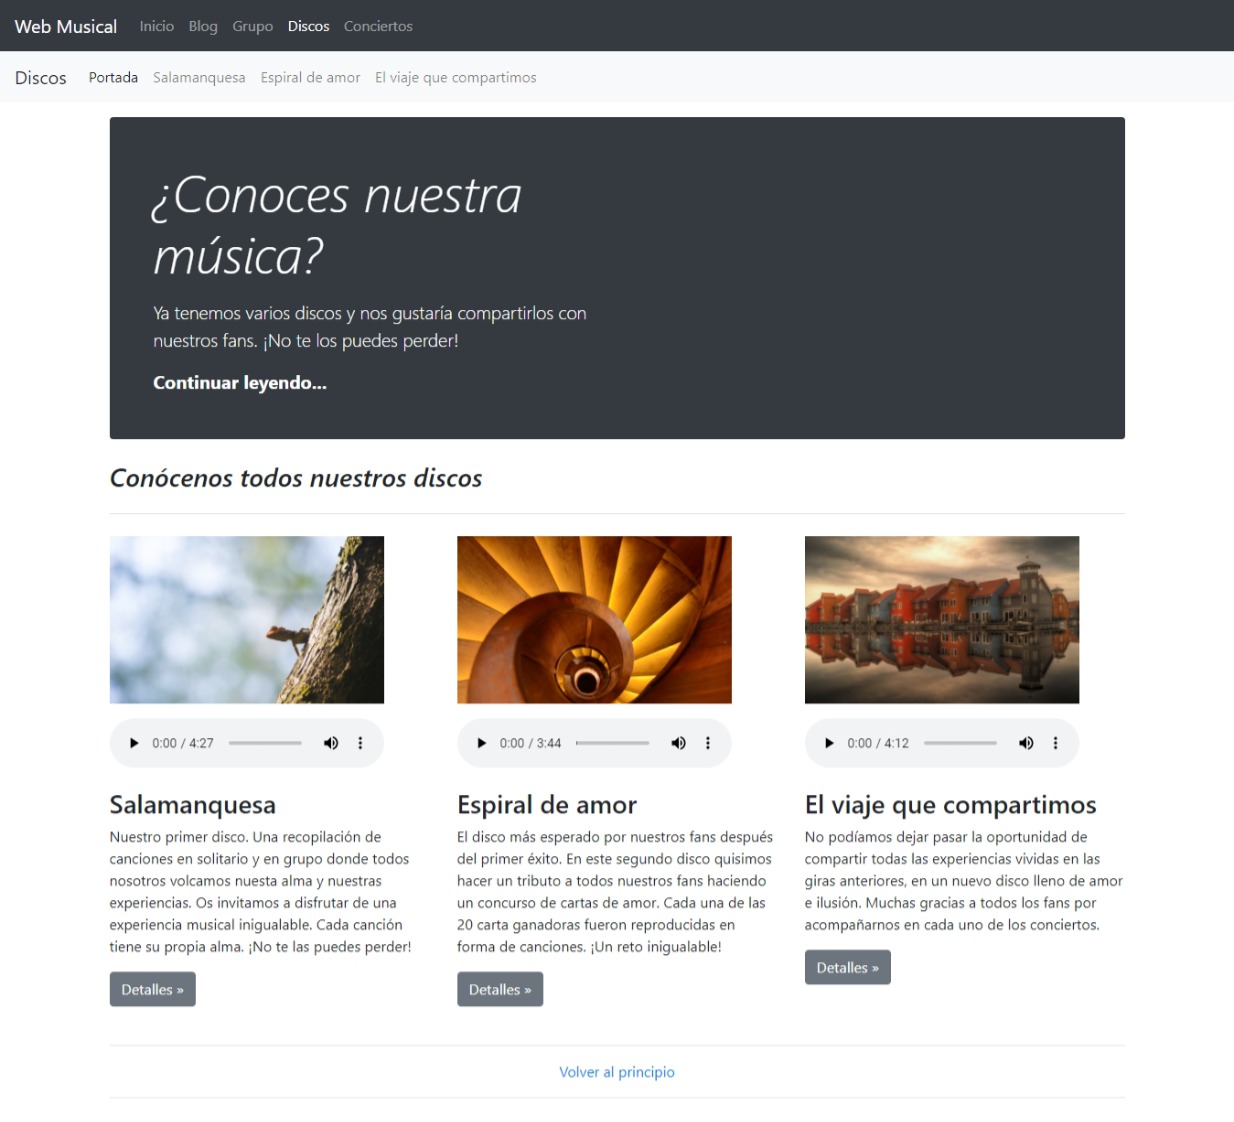 Web Musical Inicio Blog Grupo Discos Conciertos
Discos Portada Salamanquesa Espiral de amor El viaje que compartimos
¿Conoces nuestra
música?
Ya tenemos varios discos y nos gustaría compartirlos con
nuestros fans. ¡No te los puedes perder!
Continuar leyendo...
Conócenos todos nuestros discos
0:00 / 4:27
Salamanquesa
Nuestro primer disco. Una recopilación de
canciones en solitario y en grupo donde todos
nosotros volcamos nuesta alma y nuestras
experiencias. Os invitamos a disfrutar de una
experiencia musical inigualable. Cada canción
tiene su propia alma. ¡No te las puedes perder!
Detalles »
0:00 / 3:44
Espiral de amor
El disco más esperado por nuestros fans después
del primer éxito. En este segundo disco quisimos
hacer un tributo a todos nuestros fans haciendo
un concurso de cartas de amor. Cada una de las
20 carta ganadoras fueron reproducidas en
forma de canciones. ¡Un reto inigualable!
Detalles »
0:00 / 4:12
El viaje que compartimos
No podíamos dejar pasar la oportunidad de
compartir todas las experiencias vividas en las
giras anteriores, en un nuevo disco lleno de amor
e ilusión. Muchas gracias a todos los fans por
acompañarnos en cada uno de los conciertos.
Detalles »
Volver al principio